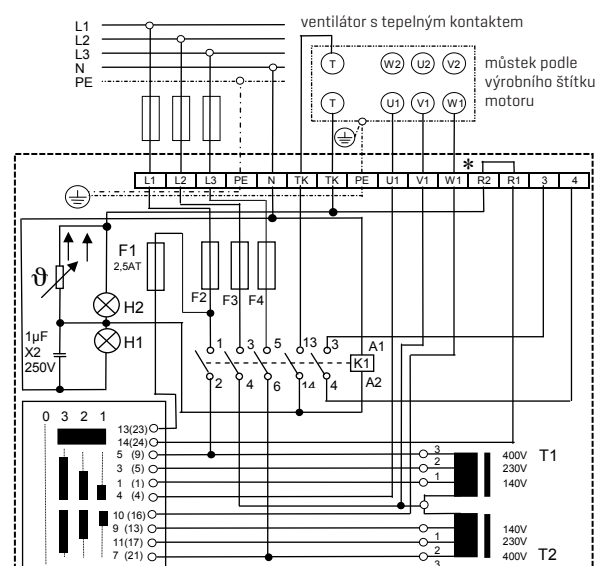 ventilátor s tepelným kontaktem
L1
L2
L3
N
PE
T W2 U2 V2
můstek podle
výrobního štítku
motoru
T U1 V1 W1
*
L1 L2 L3 PE N TK TK PE U1 V1 W1 R2 R1 3 4
F1
2,5AT
ϑ
F2 F3 F4
H2
H1
1µF
X2
250V
1 3 5 13 3 A1
K1
2 4 6 14 4 A2
0 3 2 1
13(23)
14(24)
5 (9) 3 400V T1
3 (5) 2 230V
1 (1) 1 140V
4 (4)
10 (16)
9 (13) 140V
11(17) 1 230V
7 (21) 2 400V T2
3